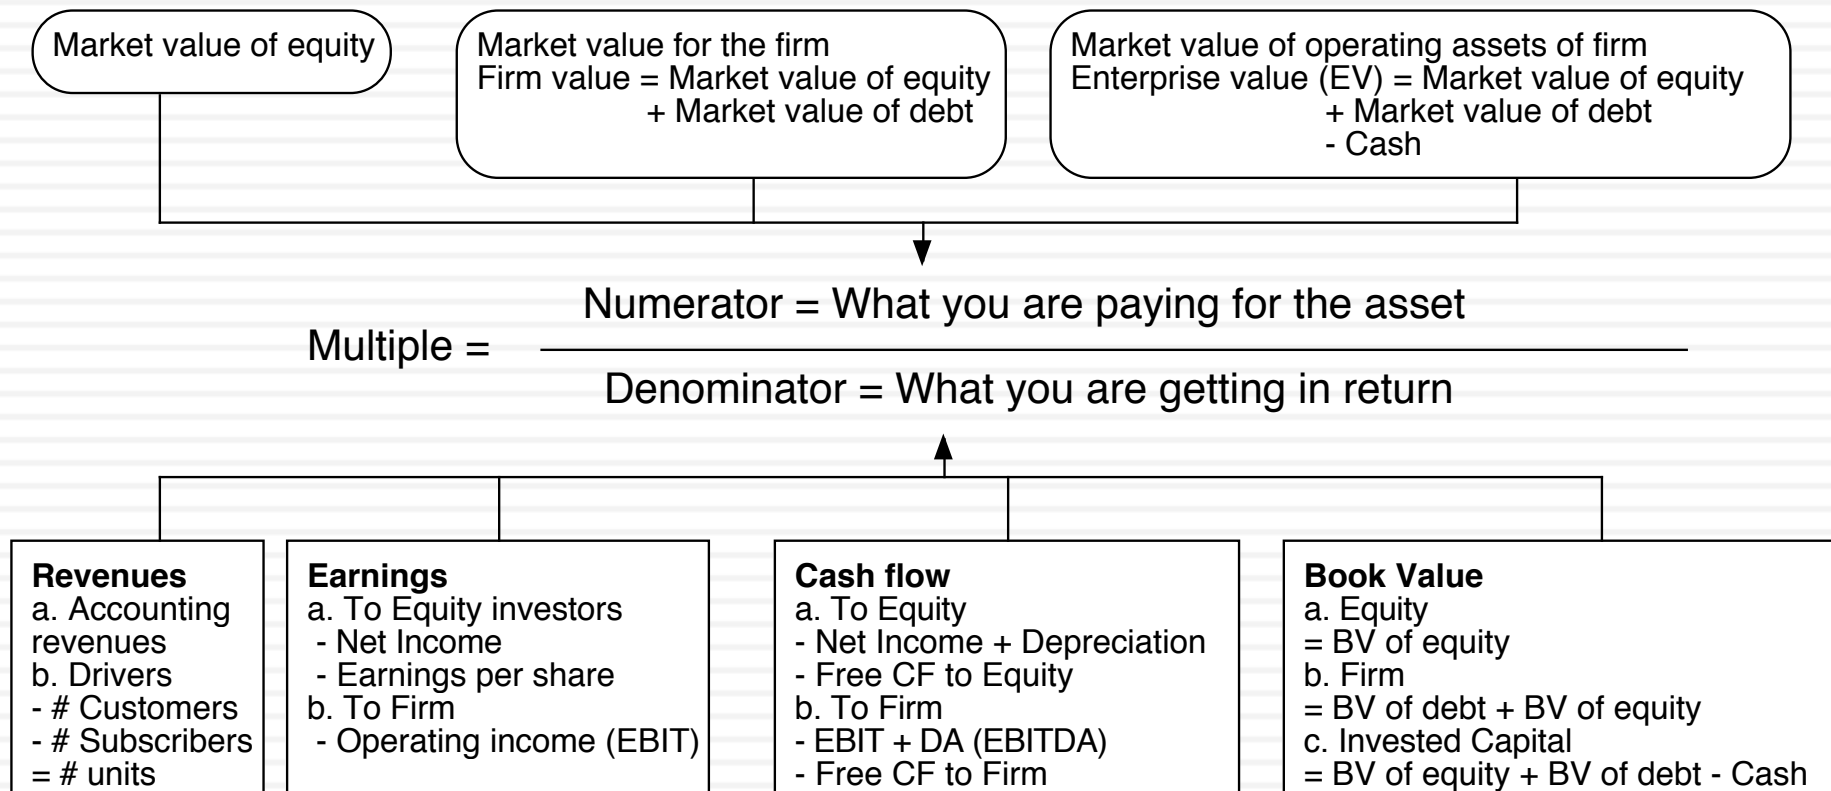 Market value of equity
Market value for the firm
Firm value = Market value of equity
+ Market value of debt
Market value of operating assets of firm
Enterprise value (EV) = Market value of equity
+ Market value of debt
- Cash
Multiple =
Numerator = What you are paying for the asset
Denominator = What you are getting in return
Revenues
a. Accounting
revenues
b. Drivers
- # Customers
- # Subscribers
= # units
Earnings
a. To Equity investors
- Net Income
- Earnings per share
b. To Firm
- Operating income (EBIT)
Cash flow
a. To Equity
- Net Income + Depreciation
- Free CF to Equity
b. To Firm
- EBIT + DA (EBITDA)
- Free CF to Firm
Book Value
a. Equity
= BV of equity
b. Firm
= BV of debt + BV of equity
c. Invested Capital
= BV of equity + BV of debt - Cash